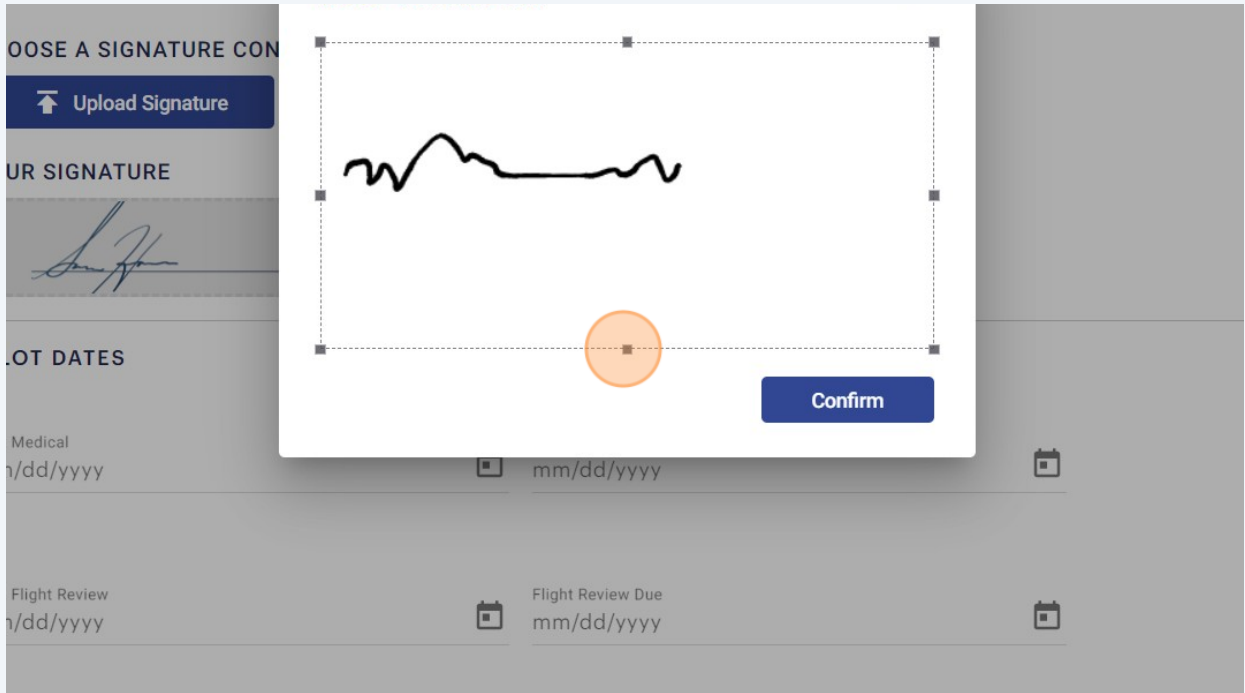 OOSE A SIGNATURE CON
Upload Signature
UR SIGNATURE
LOT DATES
Confirm
Medical
n/dd/yyyy
mm/dd/yyyy
Flight Review
Flight Review Due
n/dd/yyyy
mm/dd/yyyy